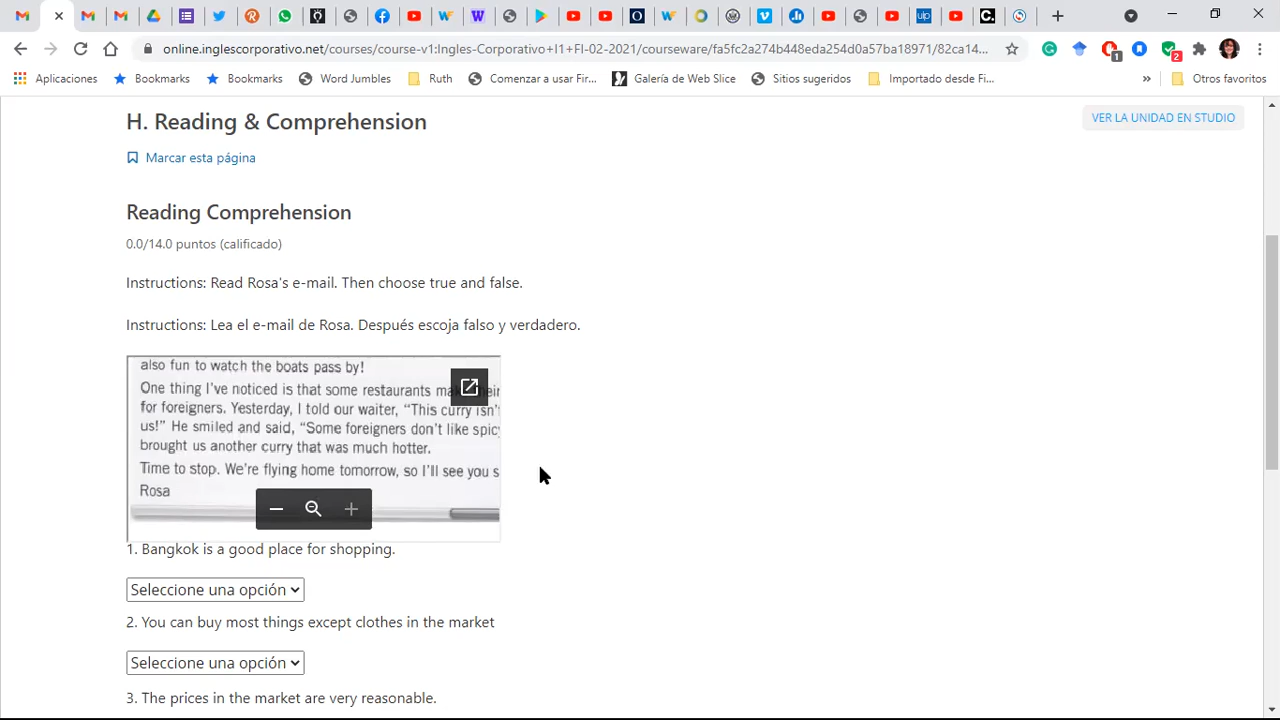 online.inglescorporativo.net/courses/course-v1:Ingles-Corporativo+I1+FI-02-2021/courseware/fa5fc2a274b448eda254d0a57ba18971/82ca14...
Aplicaciones
Bookmarks
Bookmarks
Word Jumbles
Ruth
Comenzar a usar Fir...
Galería de Web Slice
Sitios sugeridos
Importado desde Fi...
»
Otros favoritos
H. Reading & Comprehension
VER LA UNIDAD EN STUDIO
Marcar esta página
Reading Comprehension
0.0/14.0 puntos (calificado)
Instructions: Read Rosa's e-mail. Then choose true and false.
Instructions: Lea el e-mail de Rosa. Después escoja falso y verdadero.
also fun to watch the boats pass by!
One thing I've noticed is that some restaurants
for foreigners. Yesterday, I told our waiter, "This curry isn't
us!" He smiled and said, "Some foreigners don't like spicy
brought us another curry that was much hotter.
Time to stop. We're flying home tomorrow, so I'll see you s
Rosa
1. Bangkok is a good place for shopping.
Seleccione una opción
2. You can buy most things except clothes in the market
Seleccione una opción
3. The prices in the market are very reasonable.